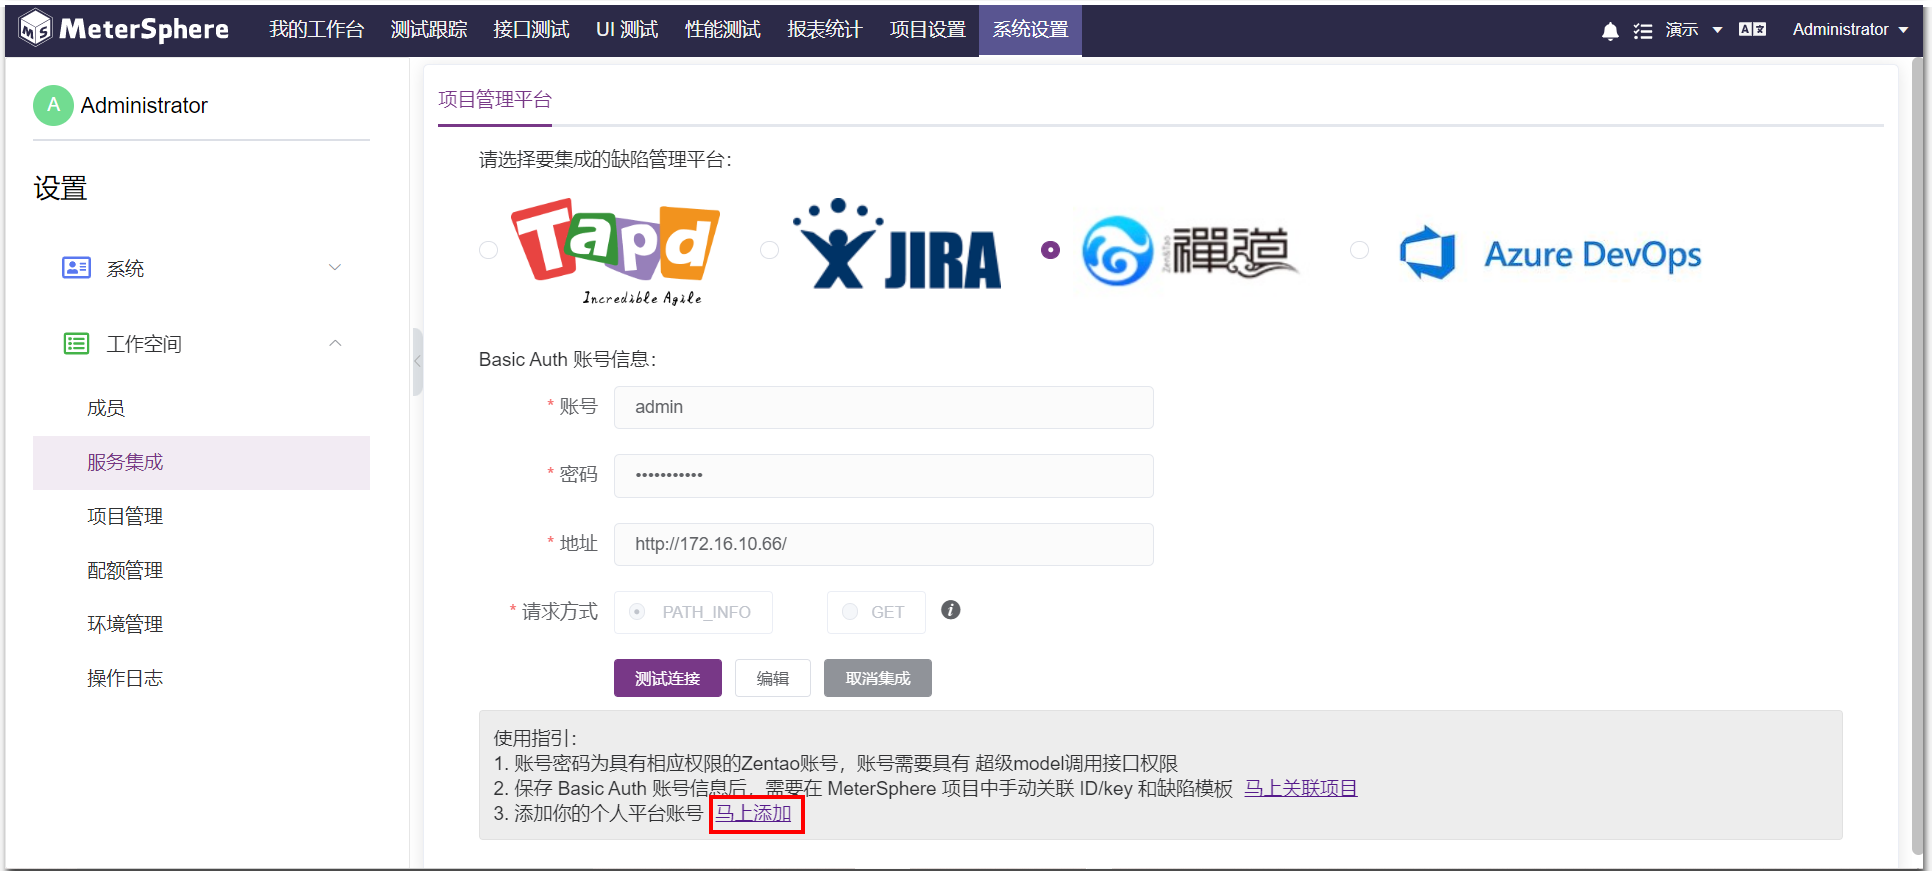 MeterSphere 我的工作台 测试跟踪 接口测试 UI 测试 性能测试 报表统计 项目设置 系统设置 演示 Administrator
A Administrator
设置
系统
工作空间
成员
服务集成
项目管理
配额管理
环境管理
操作日志
项目管理平台
请选择要集成的缺陷管理平台:
Tapd
Incredible Agile
JIRA
禅道
Azure DevOps
Basic Auth 账号信息:
* 账号 admin
* 密码 •••••••••••
* 地址 http://172.16.10.66/
* 请求方式 PATH_INFO GET
测试连接 编辑 取消集成
使用指引:
1. 账号密码为具有相应权限的Zentao账号，账号需要具有 超级model调用接口权限
2. 保存 Basic Auth 账号信息后，需要在 MeterSphere 项目中手动关联 ID/key 和缺陷模板 马上关联项目
3. 添加你的个人平台账号 马上添加